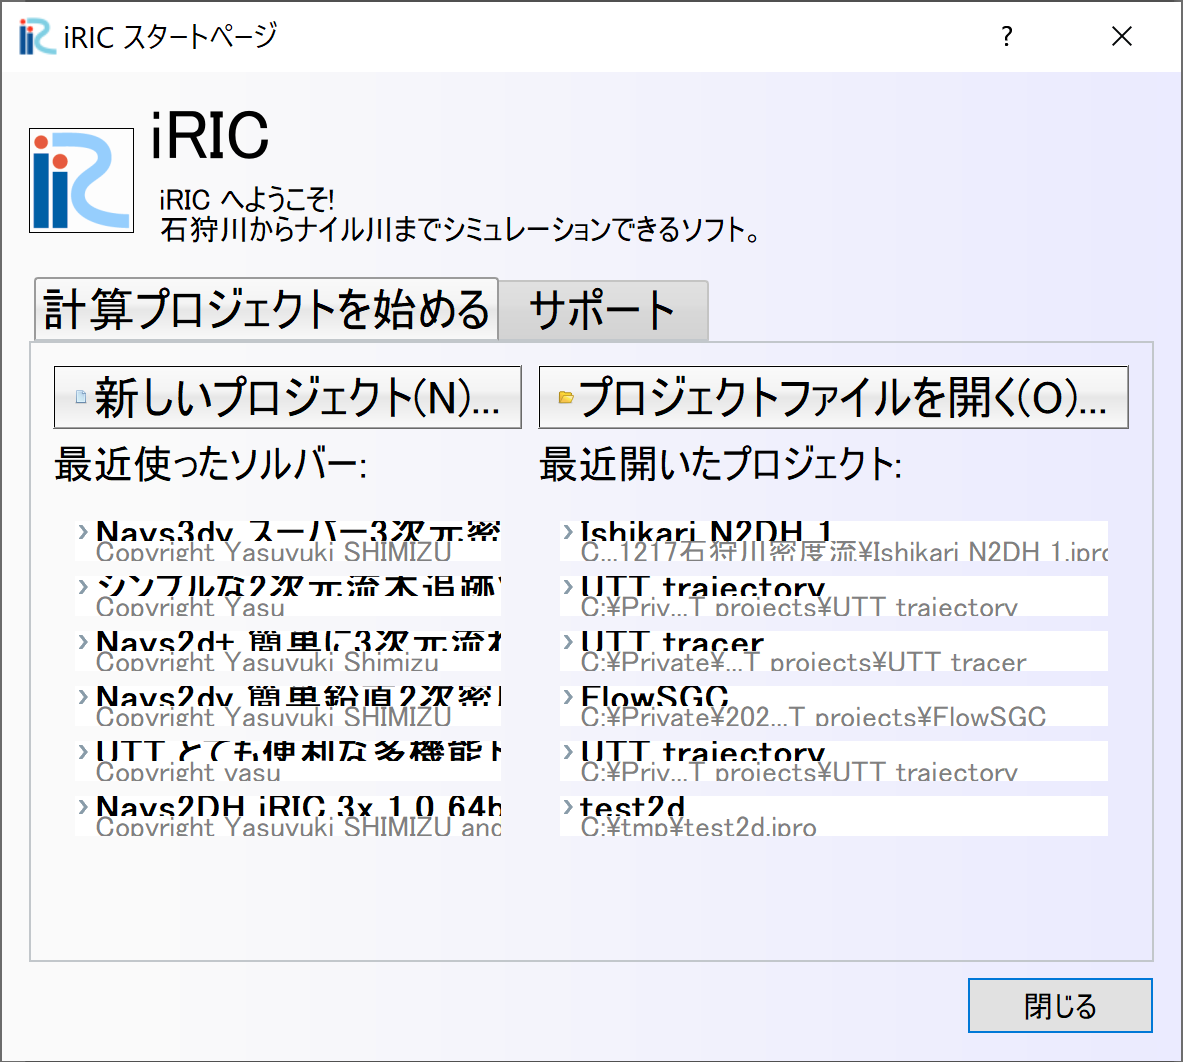 iRIC スタートページ
?
iRIC
iRIC へようこそ!
石狩川からナイル川までシミュレーションできるソフト。
計算プロジェクトを始める
サポート
新しいプロジェクト(N)...
プロジェクトファイルを開く(O)...
最近使ったソルバー:
最近開いたプロジェクト:
Nays3dv スーパー3次元密
Copyright Yasuyuki SHIMIZU
シンプルな2次元流木追跡
Copyright Yasu
Nays2d+ 簡単に3次元流れ
Copyright Yasuyuki Shimizu
Nays2dv 簡単鉛直2次密
Copyright Yasuyuki SHIMIZU
UTT とても便利な多機能ト
Copyright yasu
Nays2DH iRIC 3x 1.0 64b
Copyright Yasuyuki SHIMIZU and
Ishikari N2DH_1
C...1217石狩川密度流¥Ishikari N2DH_1.ipro
UTT_trajectory
C:¥Priv...T_projects¥UTT_trajectory
UTT_tracer
C:¥Private¥...T_projects¥UTT_tracer
FlowSGC
C:¥Private¥202...T_projects¥FlowSGC
UTT_trajectory
C:¥Priv...T_projects¥UTT_trajectory
test2d
C:¥tmp¥test2d.ipro
閉じる